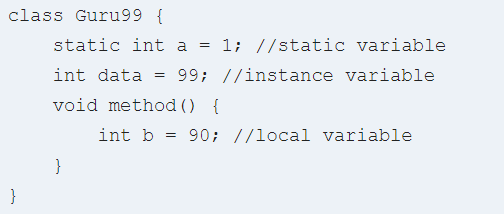 class Guru99 {
    static int a = 1; //static variable
    int data = 99; //instance variable
    void method() {
        int b = 90; //local variable
    }
}